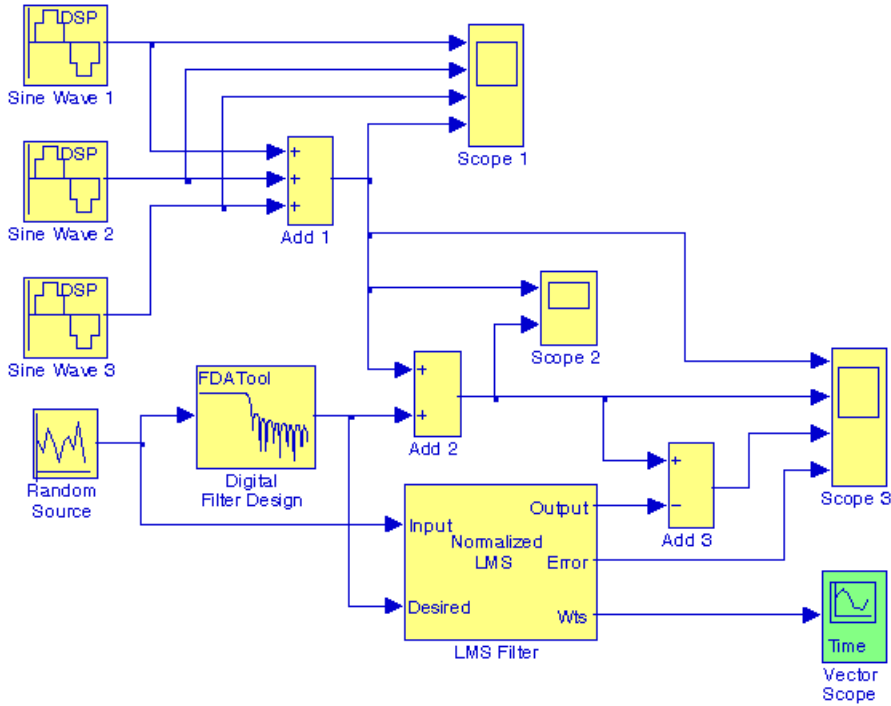 DSP
Sine Wave 1
DSP
Sine Wave 2
DSP
Sine Wave 3
+
+
+
Add 1
Scope 1
Scope 2
FDATool
Digital
Filter Design
Random
Source
+
+
Add 2
+
−
Add 3
Scope 3
Input
Normalized
LMS
Desired
Output
Error
Wts
LMS Filter
Time
Vector
Scope